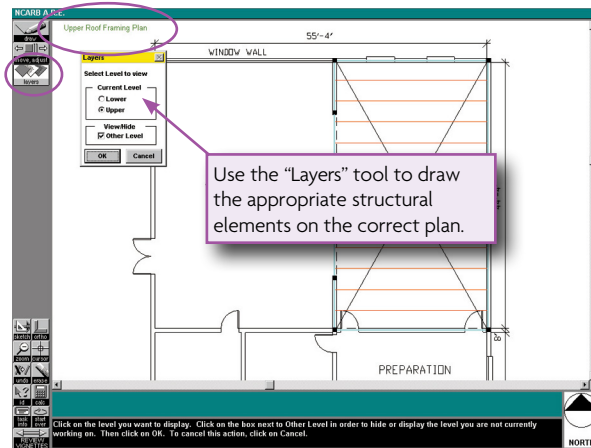 NCARB A.R.E.
Upper Roof Framing Plan
draw
move, adjust
layers
Layers
Select Level to view
Current Level
Lower
Upper
View/Hide
Other Level
OK
Cancel
55'-4"
WINDOW WALL
Use the “Layers” tool to draw
the appropriate structural
elements on the correct plan.
8'
PREPARATION
sketch
ortho
zoom
cursor
undo
erase
id
calc
task info
start over
REVIEW
VIGNETTES
Click on the level you want to display. Click on the box next to Other Level in order to hide or display the level you are not currently
working on. Then click on OK. To cancel this action, click on Cancel.
NORTH